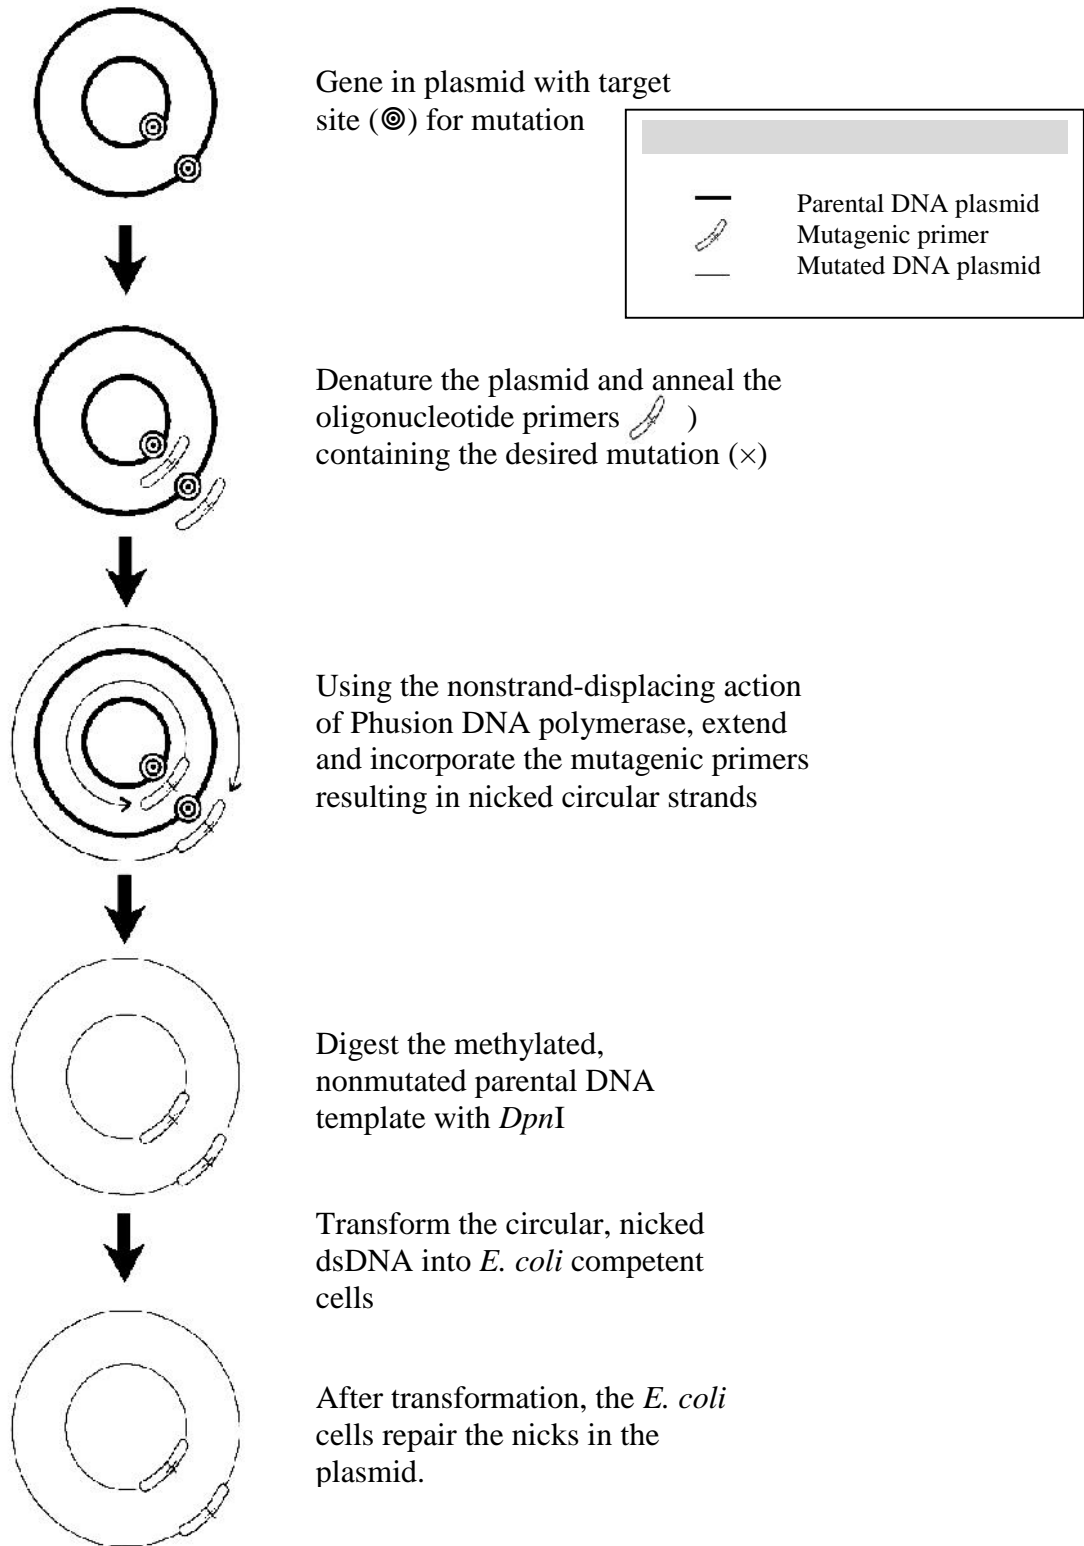 Gene in plasmid with target
site (◎) for mutation
Parental DNA plasmid
Mutagenic primer
Mutated DNA plasmid
Denature the plasmid and anneal the
oligonucleotide primers )
containing the desired mutation (×)
Using the nonstrand-displacing action
of Phusion DNA polymerase, extend
and incorporate the mutagenic primers
resulting in nicked circular strands
Digest the methylated,
nonmutated parental DNA
template with DpnI
Transform the circular, nicked
dsDNA into E. coli competent
cells
After transformation, the E. coli
cells repair the nicks in the
plasmid.